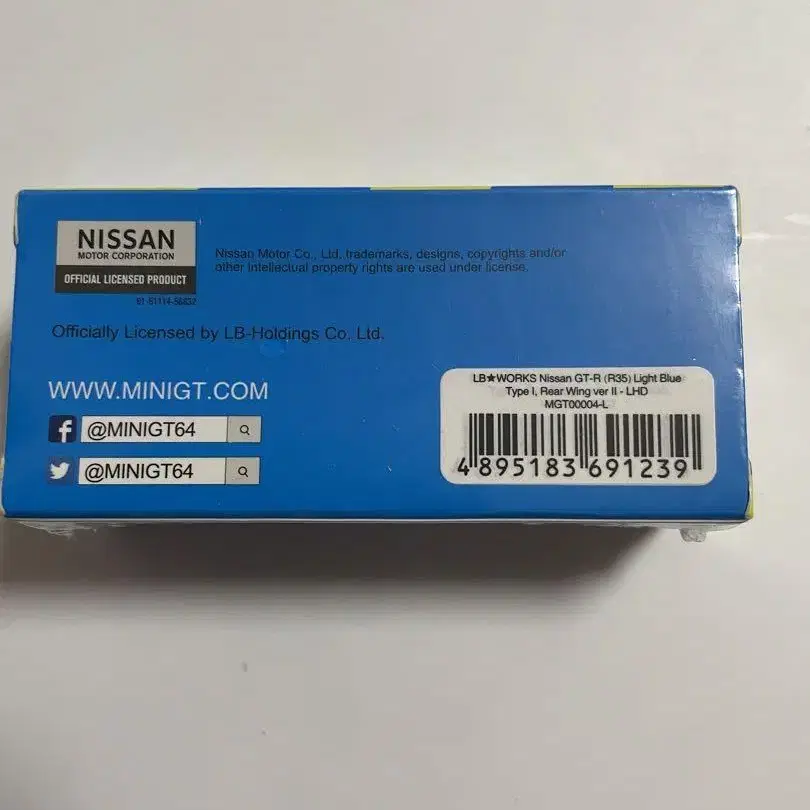 NISSAN
MOTOR CORPORATION
OFFICIAL LICENSED PRODUCT
Nissan Motor Co., Ltd. trademarks, designs, copyrights and/or
other intellectual property rights are used under license.
Officially Licensed by LB-Holdings Co. Ltd.
WWW.MINIGT.COM
f @MINIGT64
@MINIGT64
LB★WORKS Nissan GT-R (R35) Light Blue
Type I, Rear Wing ver II - LHD
MGT00004-L
4 895183 691239